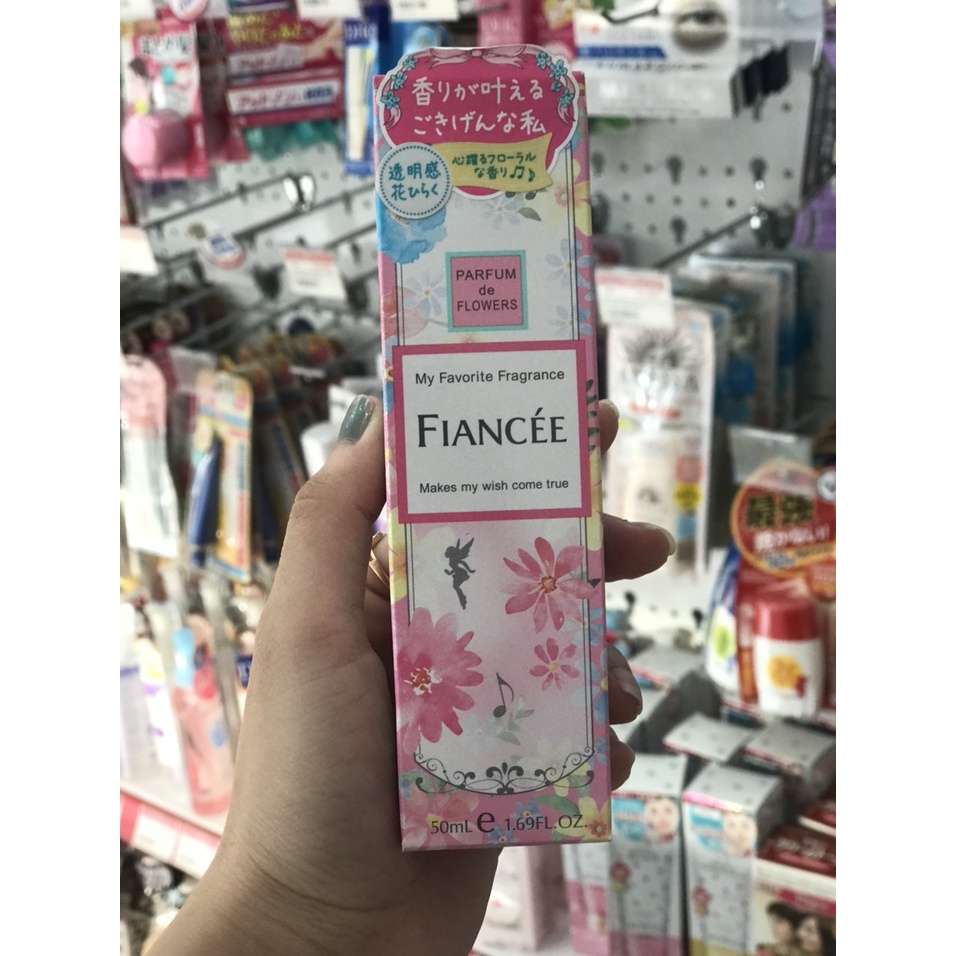 香りが叶える
ごきげんな私
心躍るフローラル
な香り♫♪
透明感
花ひらく
PARFUM
de
FLOWERS
My Favorite Fragrance
FIANCÉE
Makes my wish come true
50mL e 1.69FL.OZ.
最強